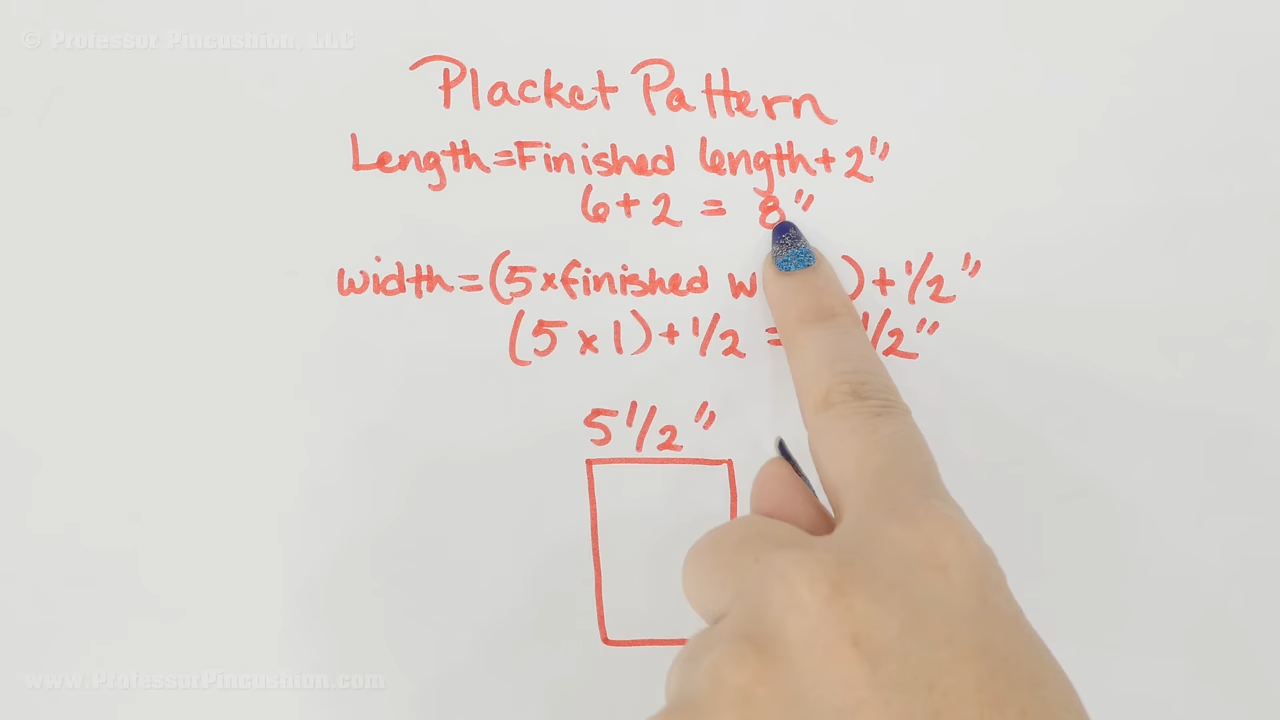 © Professor Pincushion, LLC
Placket Pattern
Length=Finished length+2"
6+2 = 8"
width=(5×finished w )+1/2"
(5×1)+1/2 = 1/2"
5 1/2"
www.ProfessorPincushion.com